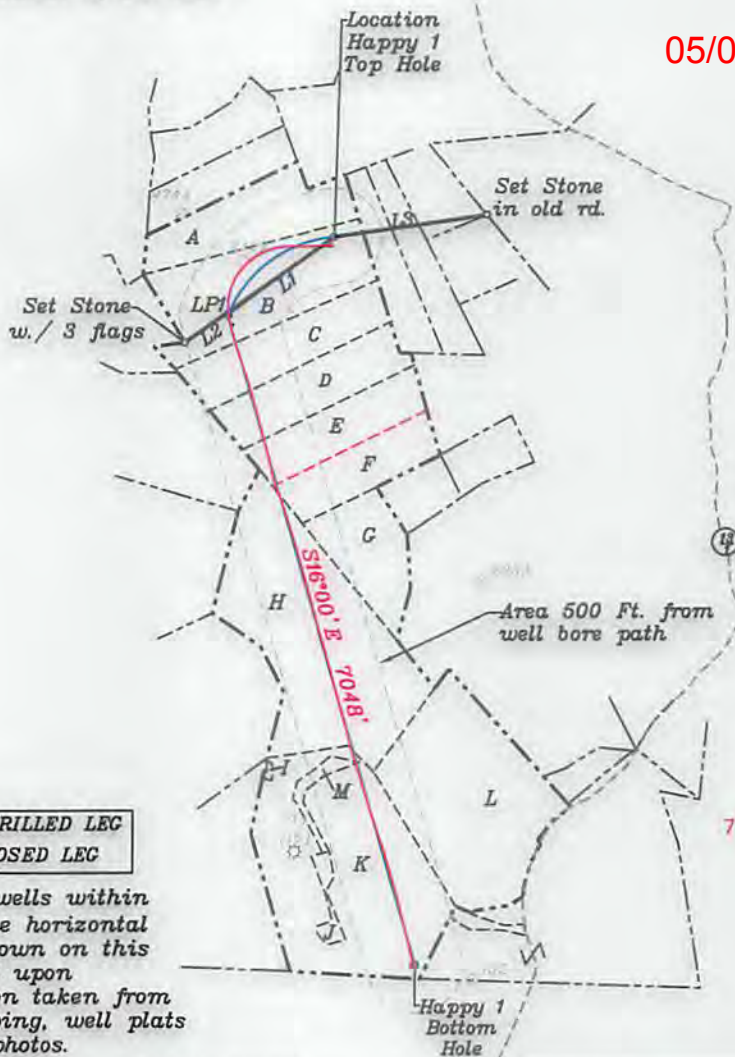 Location
Happy 1
Top Hole
05/0
Set Stone
in old rd.
L3
A
L1
LP1
B
L2
Set Stone
w./ 3 flags
C
D
E
F
G
H
S16°00'E 7048'
Area 500 Ft. from
well bore path
M
L
K
J
7
RILLED LEG
OSED LEG
wells within
e horizontal
own on this
upon
n taken from
ping, well plats
photos.
Happy 1
Bottom
Hole